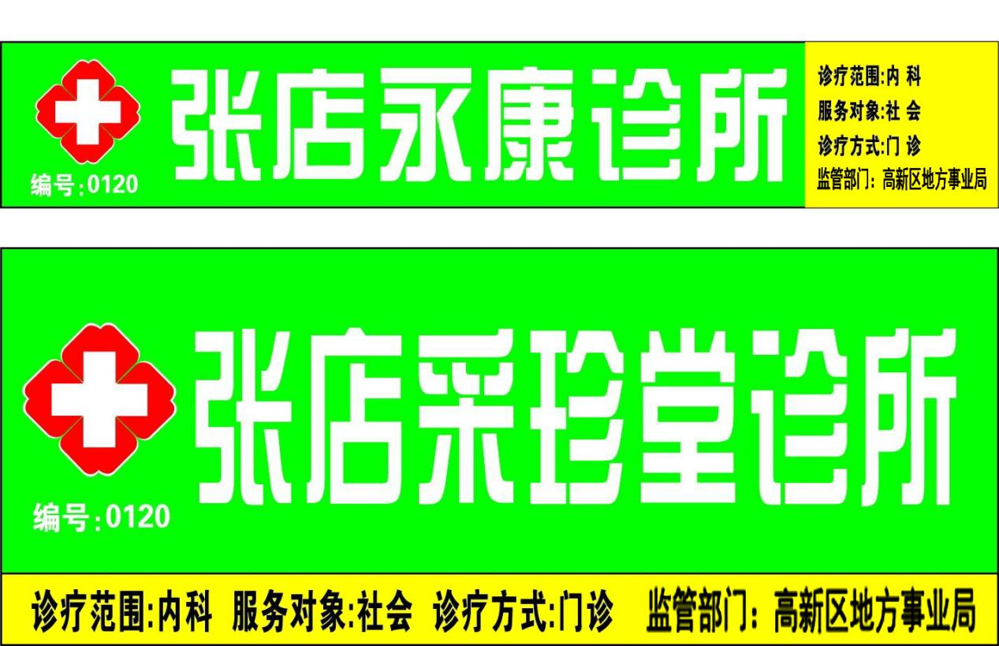 张店永康诊所
编号:0120
诊疗范围:内 科
服务对象:社 会
诊疗方式:门 诊
监管部门：高新区地方事业局
张店采珍堂诊所
编号:0120
诊疗范围:内科 服务对象:社会 诊疗方式:门诊 监管部门：高新区地方事业局